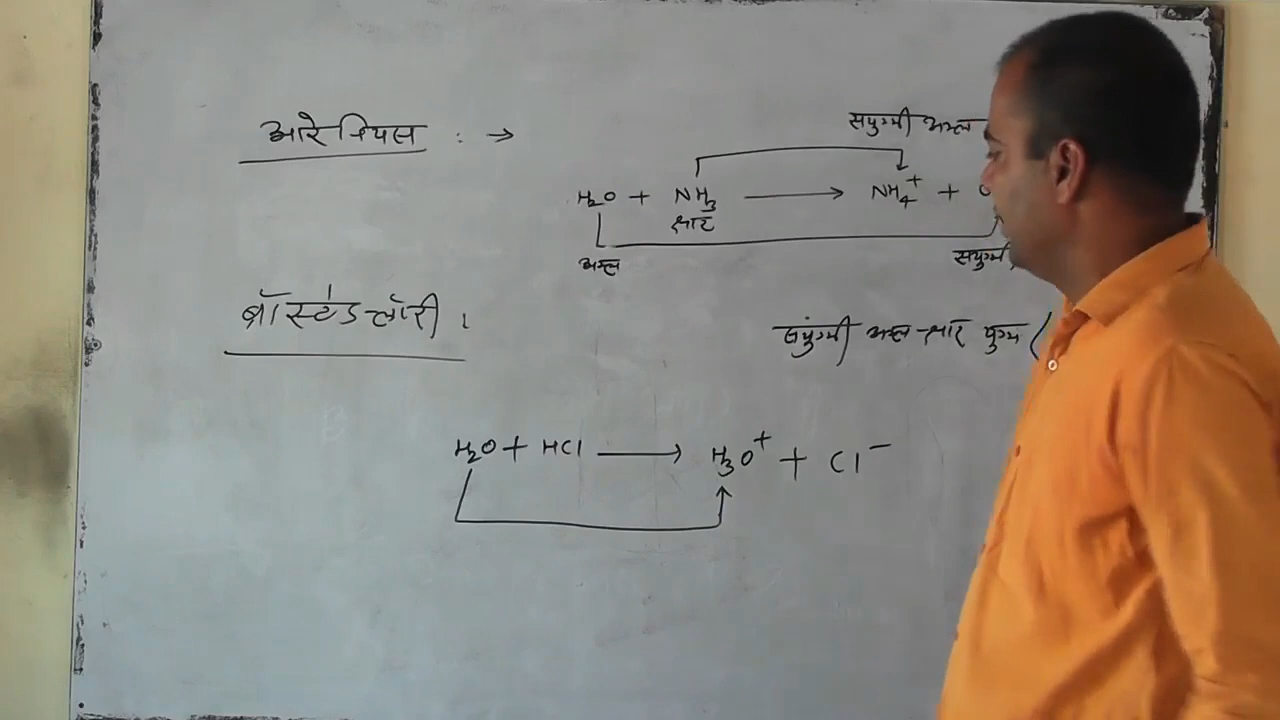 आरेनियस : →
संयुग्मी अम्ल
H₂O + NH₃ ⟶ NH₄⁺ +
क्षार
अम्ल
संयुग्मी
ब्रॉंस्टेड लॉरी ।
संयुग्मी अम्ल-क्षार युग्म (
H₂O + HCl ⟶ H₃O⁺ + Cl⁻